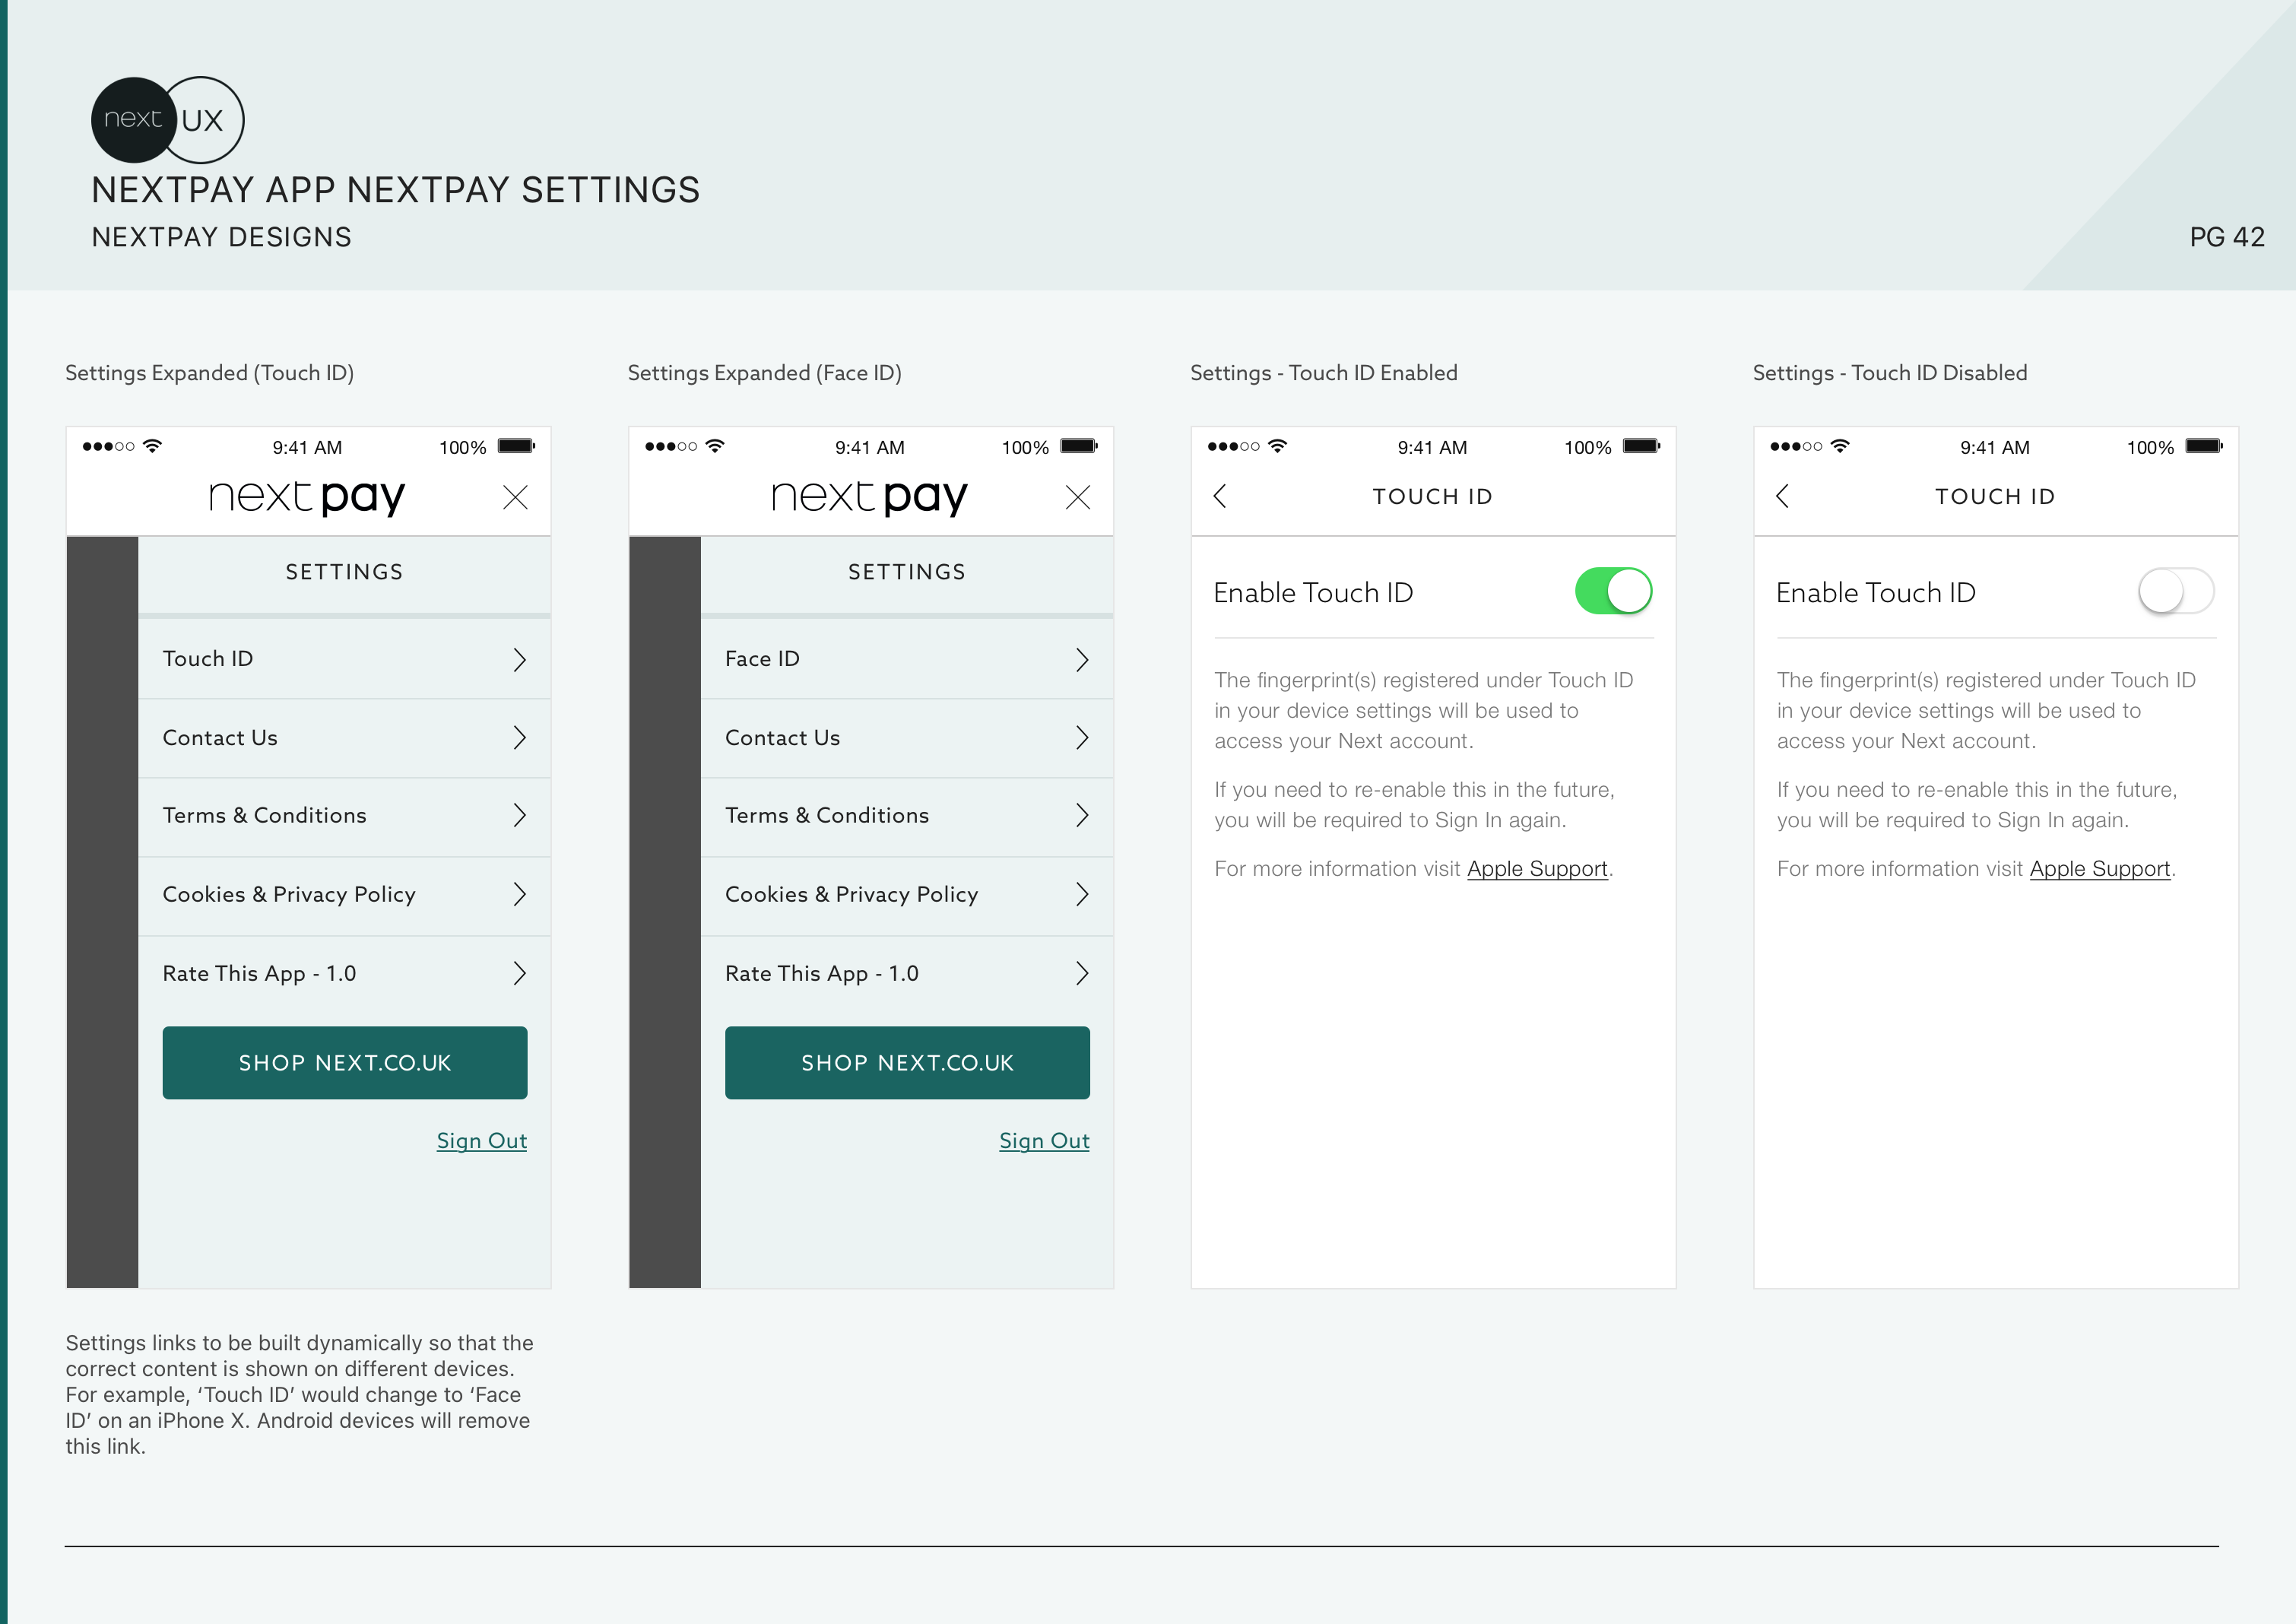 next UX
NEXTPAY APP NEXTPAY SETTINGS
NEXTPAY DESIGNS
PG 42
Settings Expanded (Touch ID)
9:41 AM 100%
next pay
SETTINGS
Touch ID
Contact Us
Terms & Conditions
Cookies & Privacy Policy
Rate This App - 1.0
SHOP NEXT.CO.UK
Sign Out
Settings links to be built dynamically so that the
correct content is shown on different devices.
For example, ‘Touch ID’ would change to ‘Face
ID’ on an iPhone X. Android devices will remove
this link.
Settings Expanded (Face ID)
9:41 AM 100%
next pay
SETTINGS
Face ID
Contact Us
Terms & Conditions
Cookies & Privacy Policy
Rate This App - 1.0
SHOP NEXT.CO.UK
Sign Out
Settings - Touch ID Enabled
9:41 AM 100%
TOUCH ID
Enable Touch ID
The fingerprint(s) registered under Touch ID
in your device settings will be used to
access your Next account.
If you need to re-enable this in the future,
you will be required to Sign In again.
For more information visit Apple Support.
Settings - Touch ID Disabled
9:41 AM 100%
TOUCH ID
Enable Touch ID
The fingerprint(s) registered under Touch ID
in your device settings will be used to
access your Next account.
If you need to re-enable this in the future,
you will be required to Sign In again.
For more information visit Apple Support.